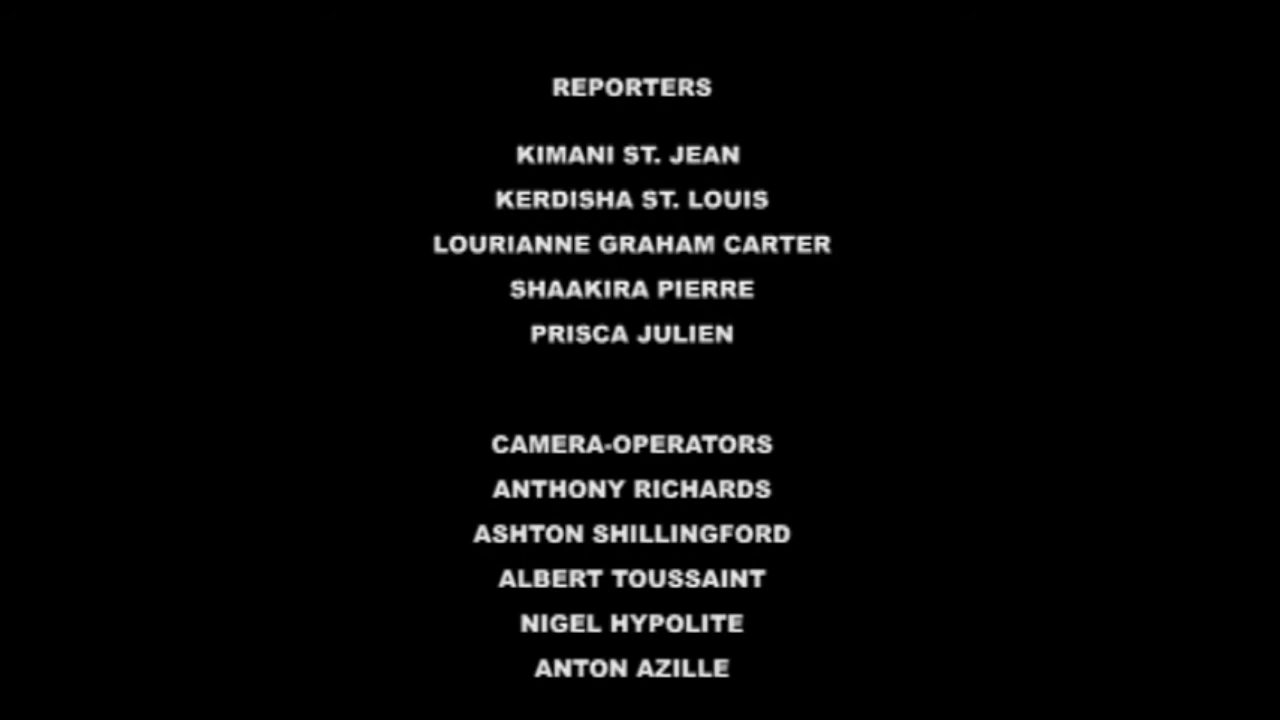 REPORTERS
KIMANI ST. JEAN
KERDISHA ST. LOUIS
LOURIANNE GRAHAM CARTER
SHAAKIRA PIERRE
PRISCA JULIEN
CAMERA-OPERATORS
ANTHONY RICHARDS
ASHTON SHILLINGFORD
ALBERT TOUSSAINT
NIGEL HYPOLITE
ANTON AZILLE